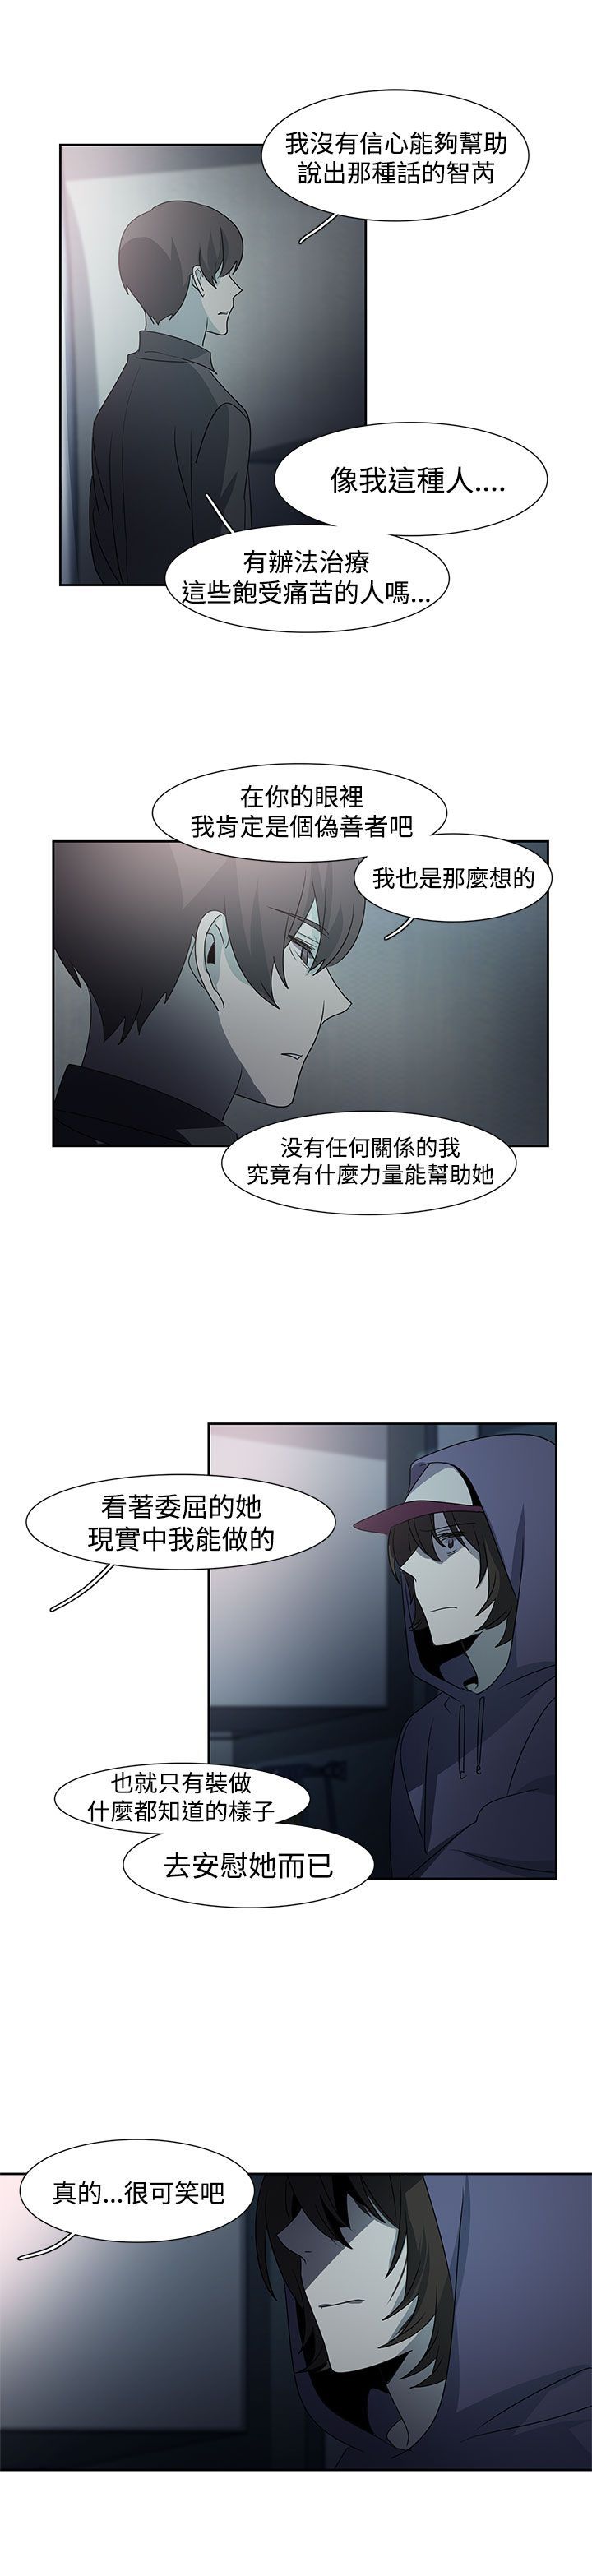 我沒有信心能夠幫助
說出那種話的智芮
像我這種人....
有辦法治療
這些飽受痛苦的人嗎...
在你的眼裡
我肯定是個偽善者吧
我也是那麼想的
没有任何關係的我
究竟有什麼力量能幫助她
看著委屈的她
現實中我能做的
也就只有裝做
什麼都知道的樣子
去安慰她而已
真的...很可笑吧